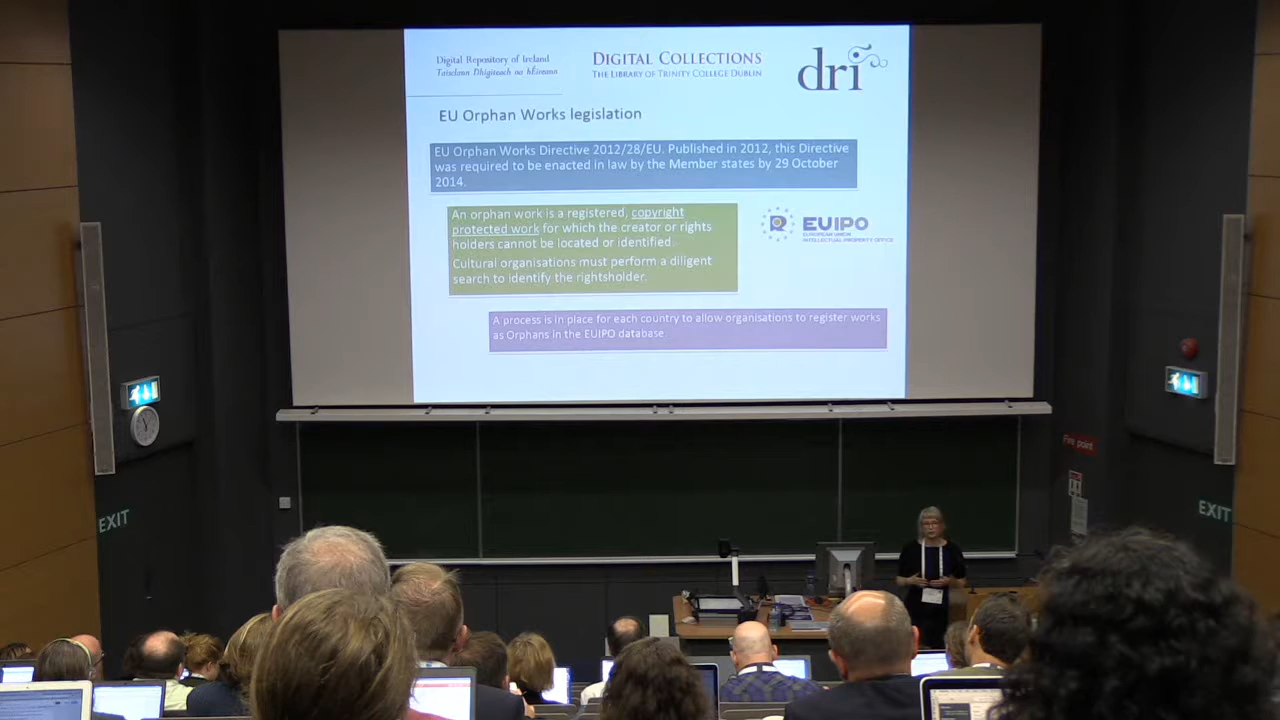 Digital Repository of Ireland
Taisclann Dhigiteach na hÉireann
DIGITAL COLLECTIONS
THE LIBRARY OF TRINITY COLLEGE DUBLIN
dri
EU Orphan Works legislation
EU Orphan Works Directive 2012/28/EU. Published in 2012, this Directive
was required to be enacted in law by the Member states by 29 October
2014.
An orphan work is a registered, copyright
protected work for which the creator or rights
holders cannot be located or identified.
Cultural organisations must perform a diligent
search to identify the rightsholder.
EUIPO
EUROPEAN UNION
INTELLECTUAL PROPERTY OFFICE
A process is in place for each country to allow organisations to register works
as Orphans in the EUIPO database.
Fire point
EXIT
EXIT